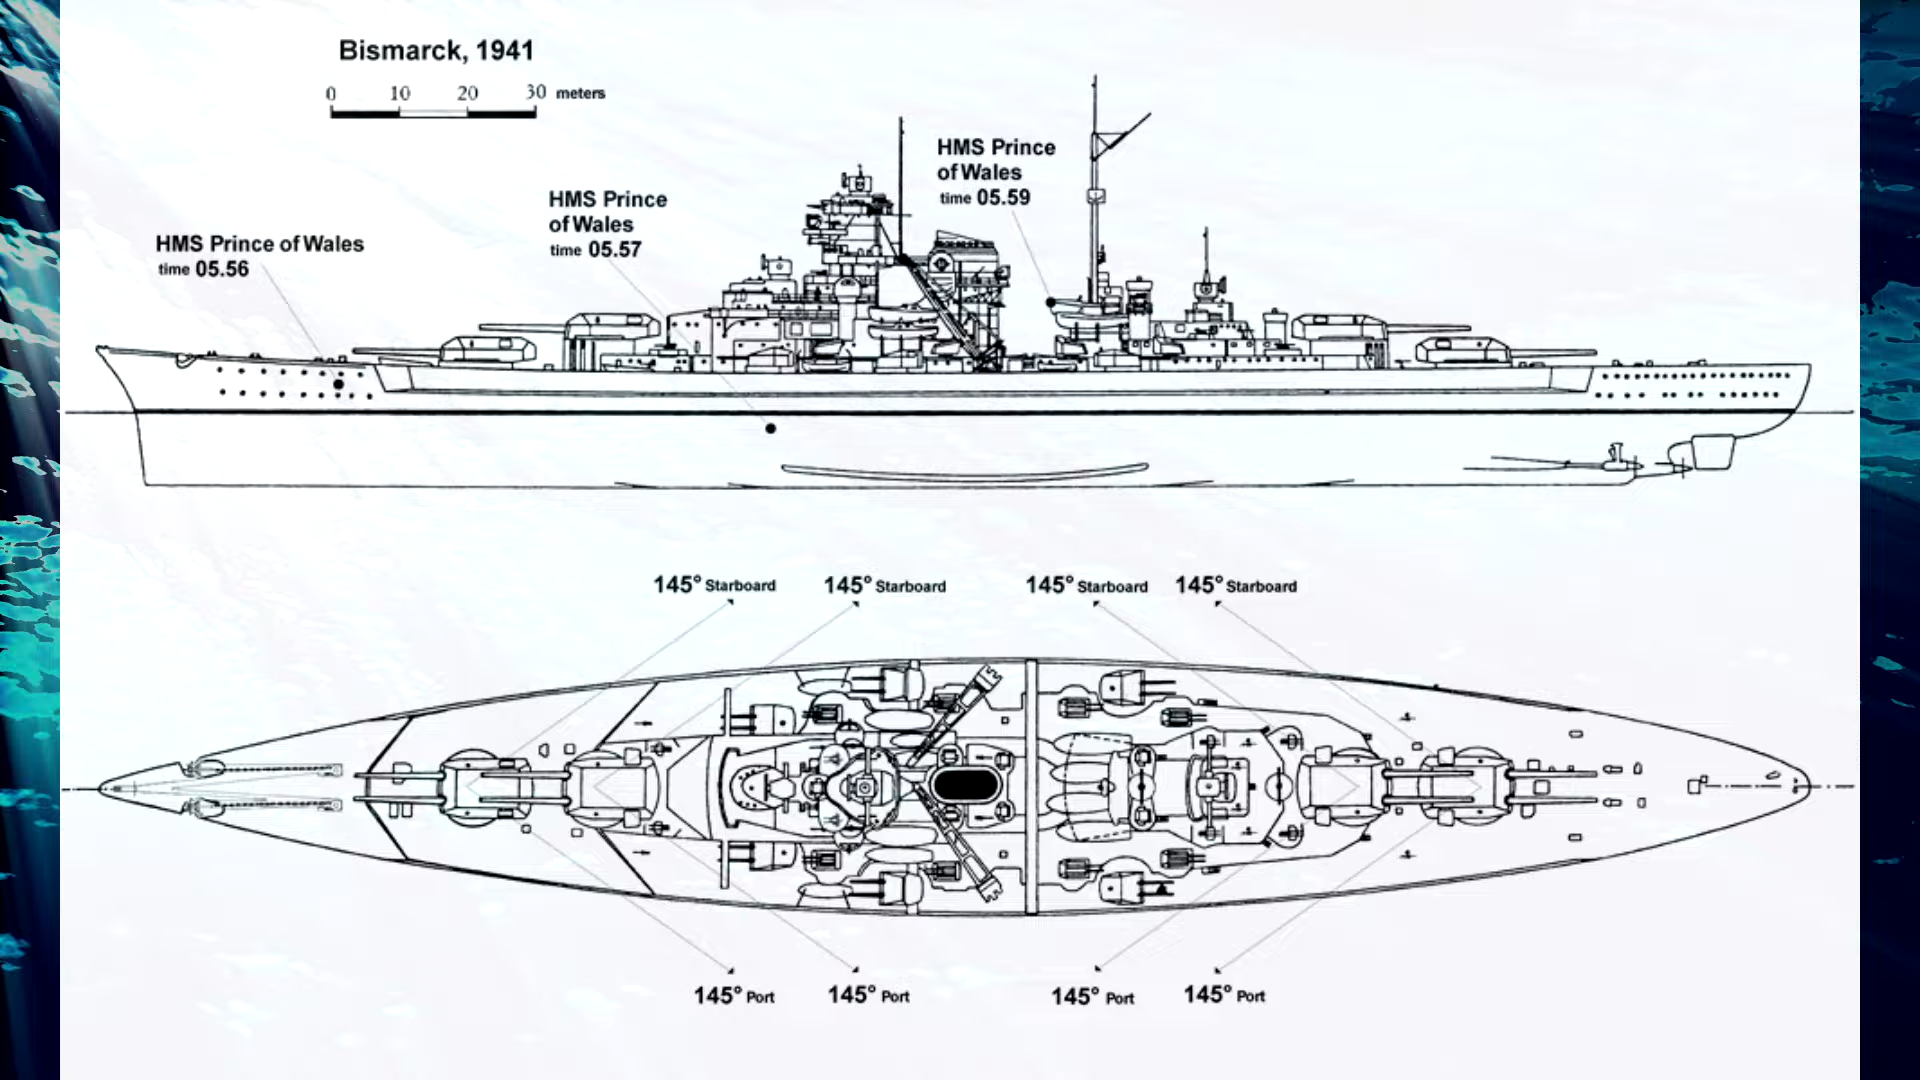 Bismarck, 1941
0 10 20 30 meters
HMS Prince
of Wales
time 05.59
HMS Prince
of Wales
time 05.57
HMS Prince of Wales
time 05.56
145° Starboard 145° Starboard 145° Starboard 145° Starboard
145° Port 145° Port 145° Port 145° Port